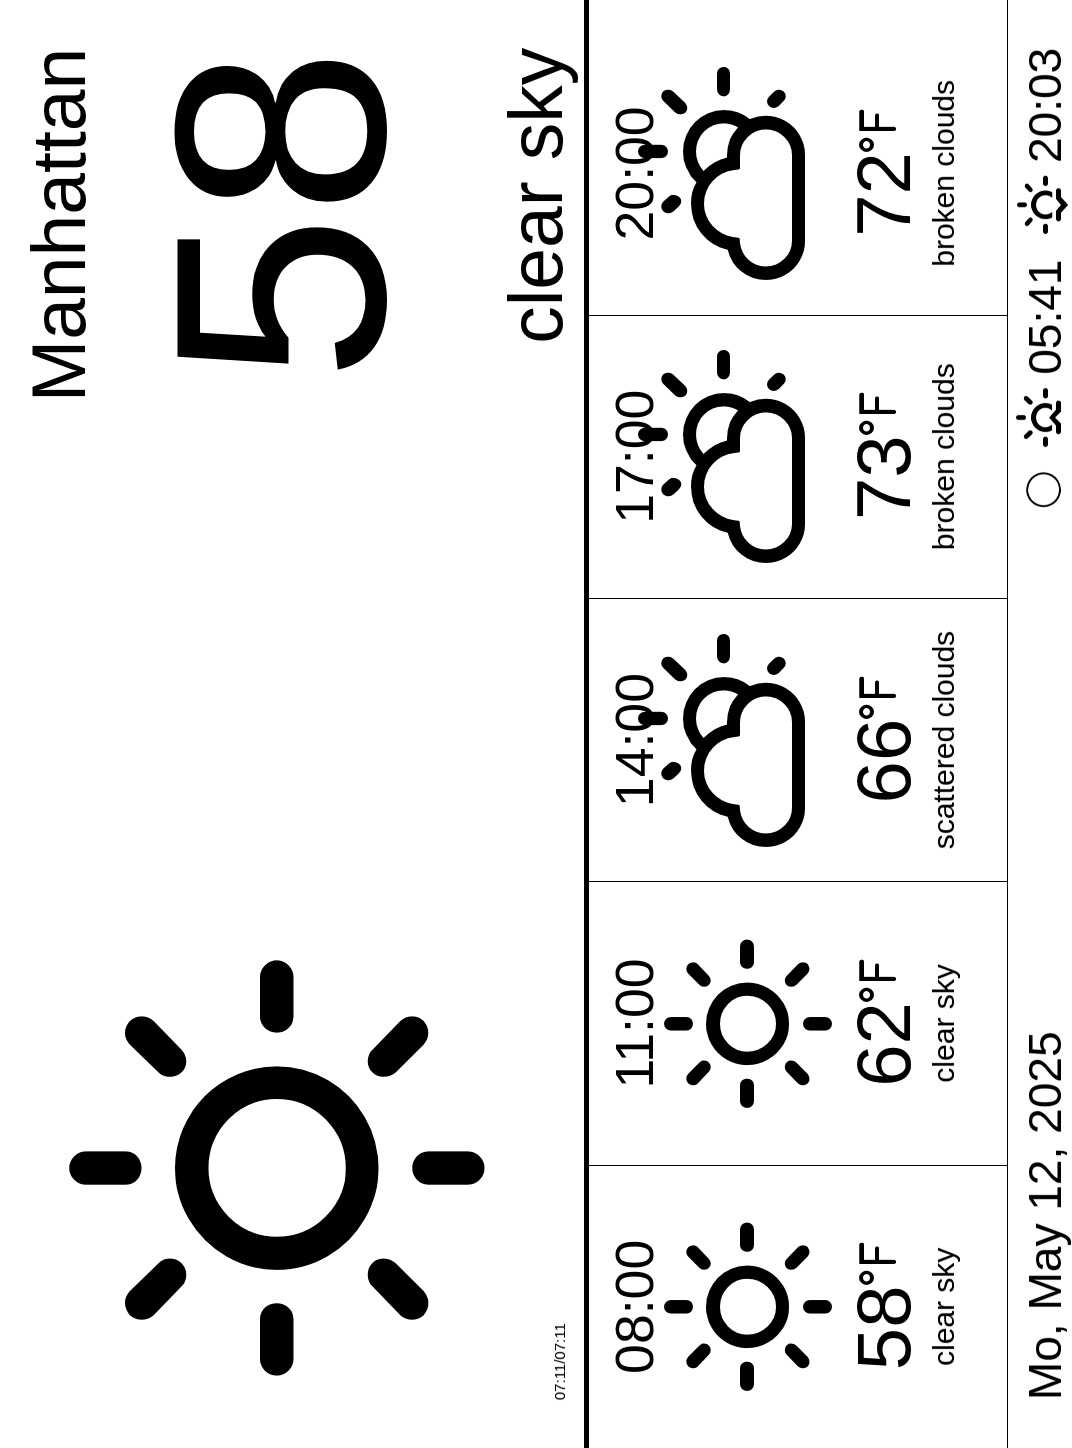 Manhattan
58
clear sky
07:11/07:11
08:00
58°F
clear sky
11:00
62°F
clear sky
14:00
66°F
scattered clouds
17:00
73°F
broken clouds
20:00
72°F
broken clouds
Mo, May 12, 2025
05:41 20:03